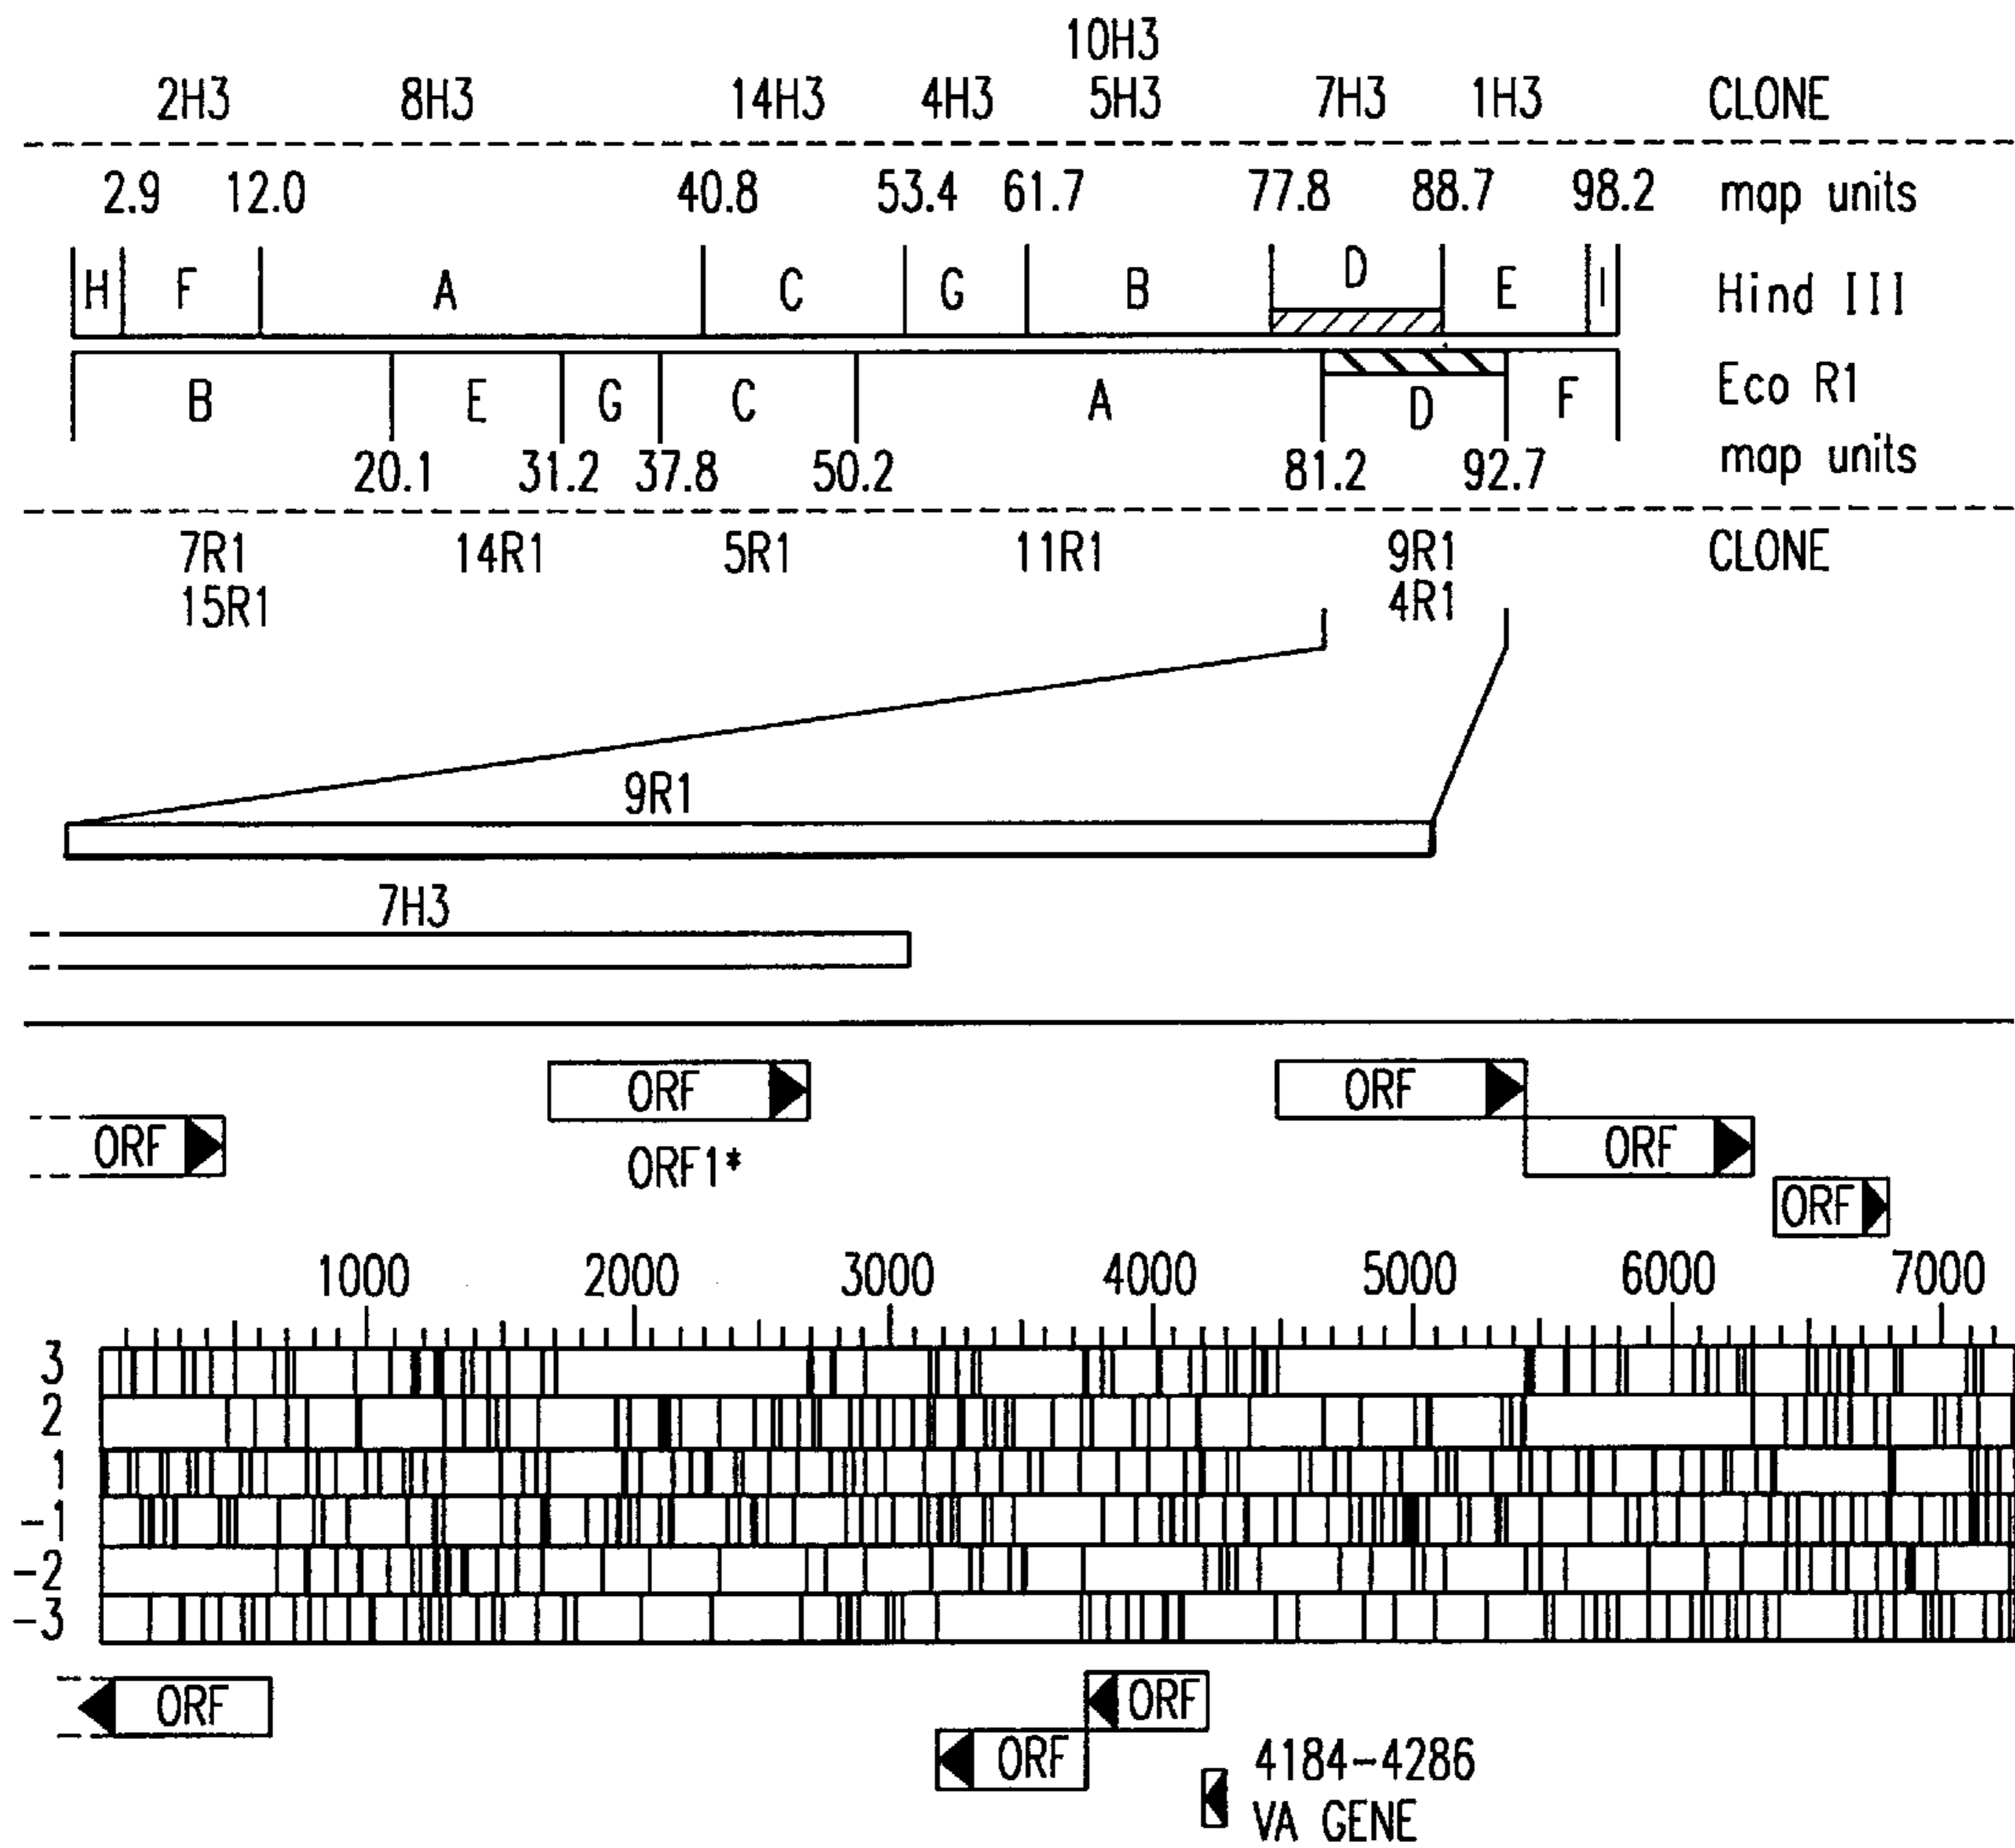 10H3
2H3 8H3 14H3 4H3 5H3 7H3 1H3 CLONE
2.9 12.0 40.8 53.4 61.7 77.8 88.7 98.2 map units
H F A C G B D E I Hind III
B E G C A D F Eco R1
20.1 31.2 37.8 50.2 81.2 92.7 map units
7R1 14R1 5R1 11R1 9R1 CLONE
15R1 4R1
9R1
7H3
ORF ORF
ORF ORF
ORF1*
ORF
1000 2000 3000 4000 5000 6000 7000
3
2
1
-1
-2
-3
ORF ORF
ORF
4184-4286
VA GENE